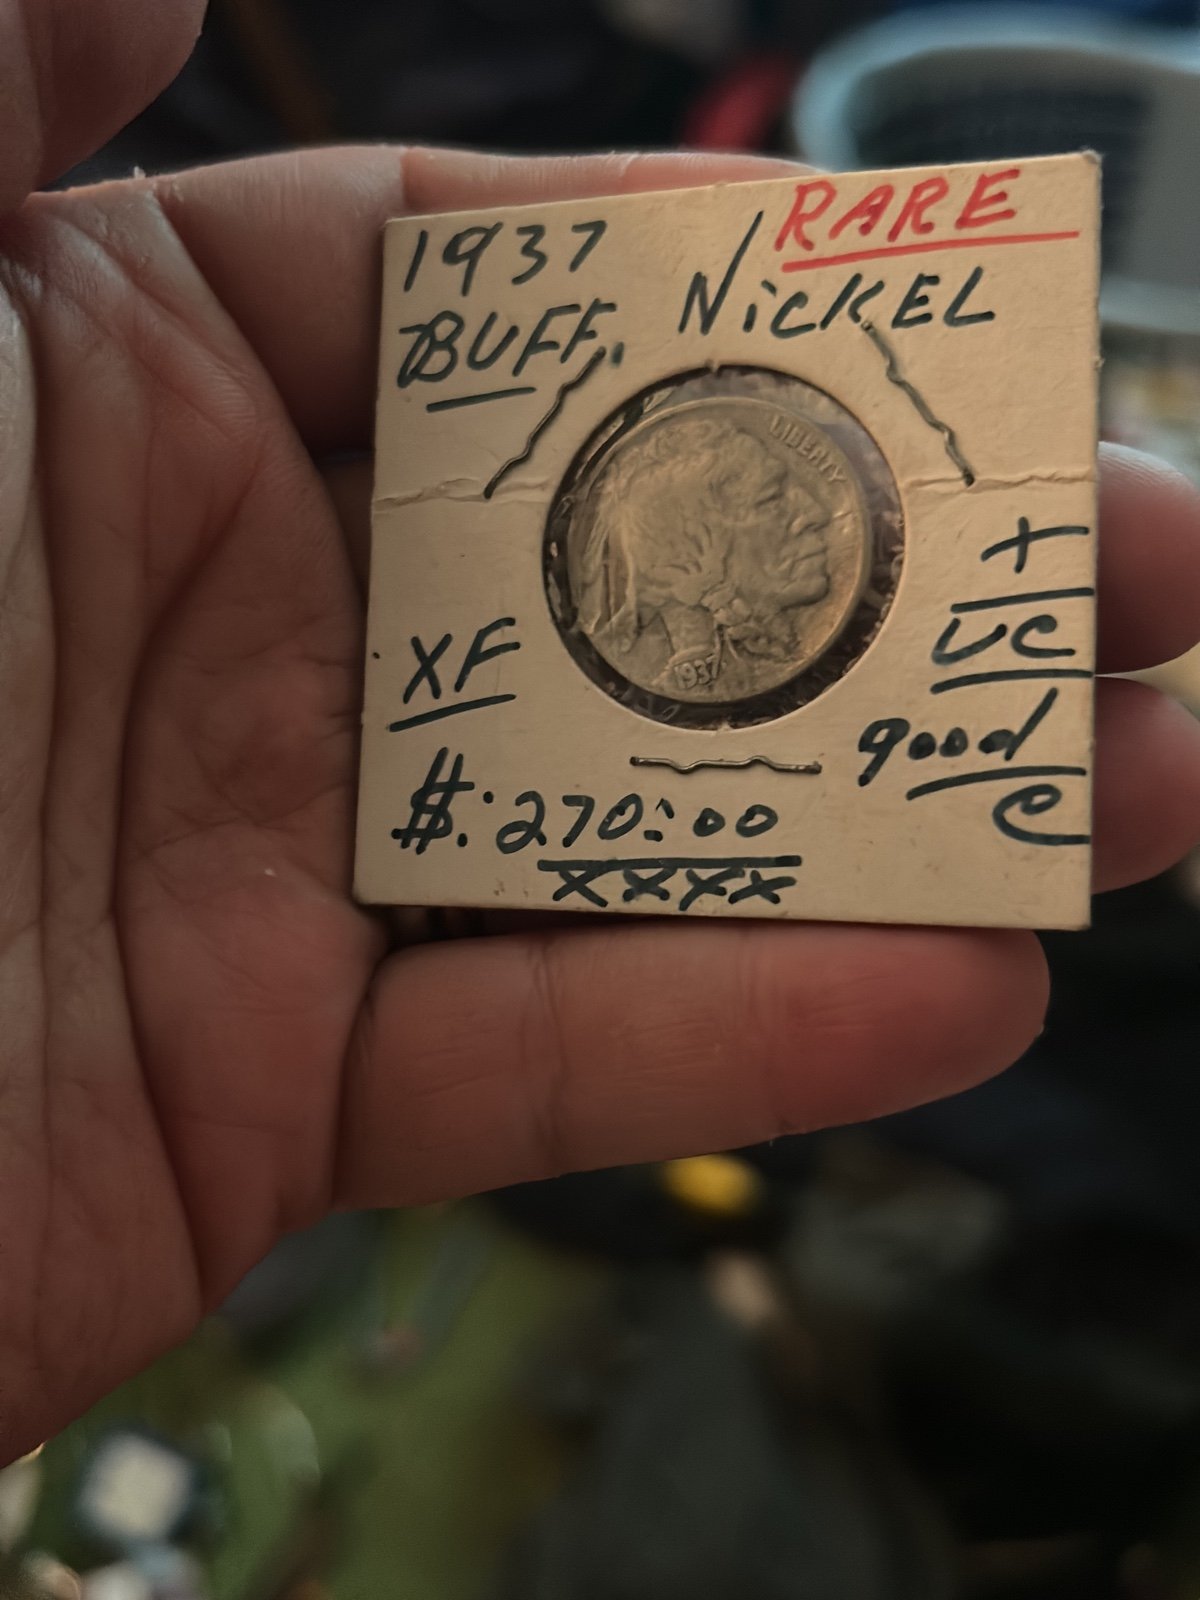 RARE
1937
BUFF. NICKEL
LIBERTY
1937
+
UC
XF
good
C
$:270:00
XXXX